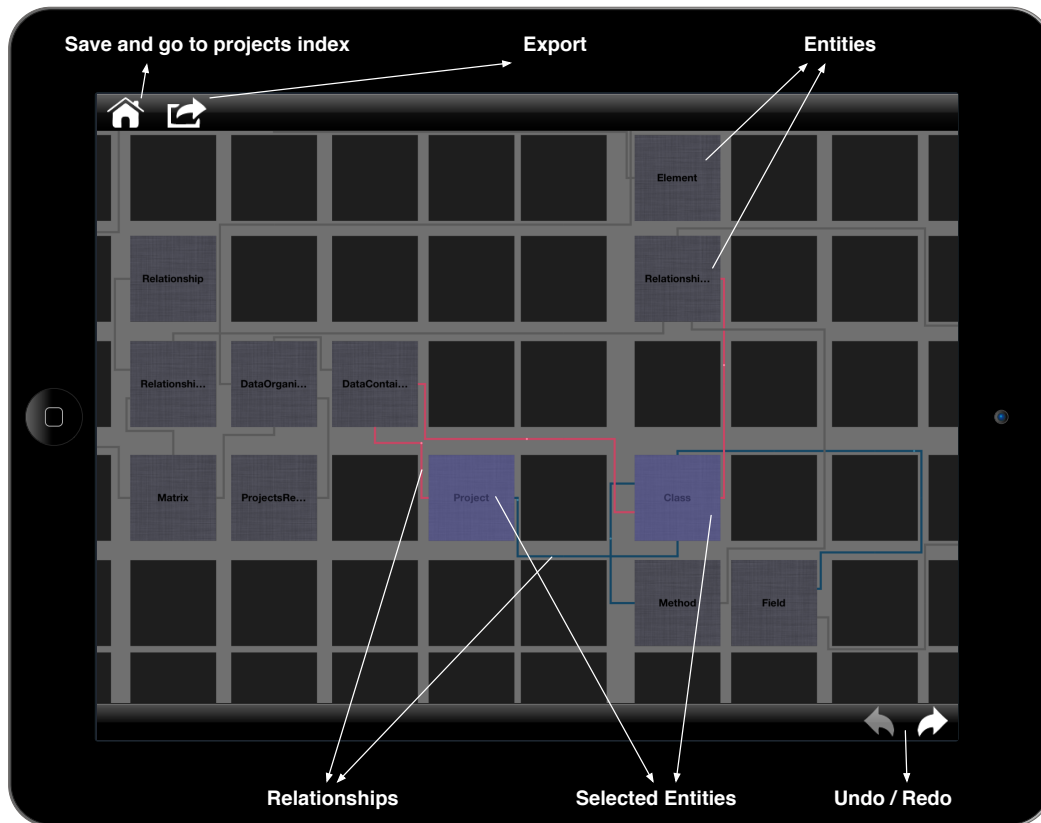 Save and go to projects index
Export
Entities
Element
Relationship
Relationshi...
Relationshi...
DataOrgani...
DataContai...
Matrix
ProjectsRe...
Project
Class
Method
Field
Relationships
Selected Entities
Undo / Redo